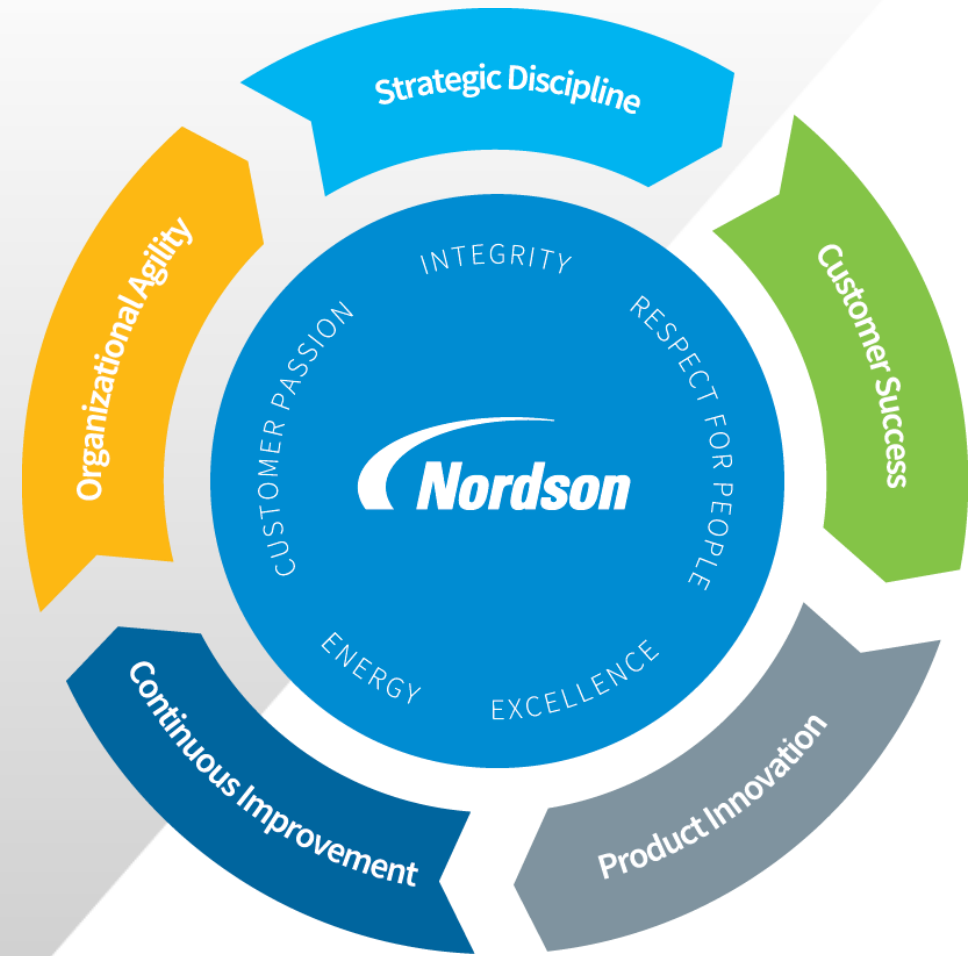 Strategic Discipline
Customer Success
Product Innovation
Continuous Improvement
Organizational Agility
INTEGRITY
RESPECT FOR PEOPLE
EXCELLENCE
ENERGY
CUSTOMER PASSION
Nordson